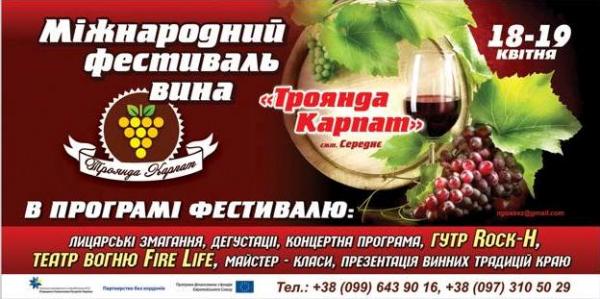 Міжнародний
фестиваль
вина
18-19
КВІТНЯ
«Троянда
Карпат»
смт. Середнє
Троянда Карпат
В ПРОГРАМІ ФЕСТИВАЛЮ:
ЛИЦАРСЬКІ ЗМАГАННЯ, ДЕГУСТАЦІЇ, КОНЦЕРТНА ПРОГРАМА, ГУТР ROCK-H,
ТЕАТР ВОГНЮ FIRE LIFE, МАЙСТЕР - КЛАСИ, ПРЕЗЕНТАЦІЯ ВИННИХ ТРАДИЦІЙ КРАЮ
Партнерство без кордонів
Тел.: +38 (099) 643 90 16, +38 (097) 310 50 29